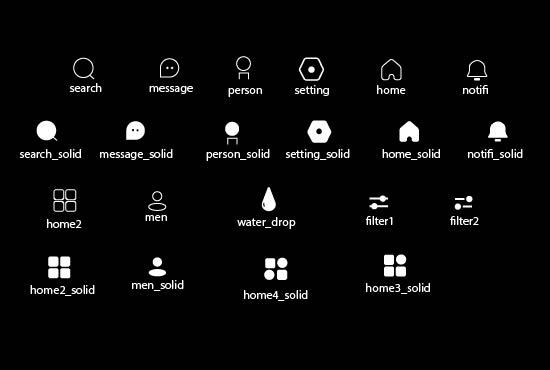 search message person setting home notifi
search_solid message_solid person_solid setting_solid home_solid notifi_solid
home2 men water_drop filter1 filter2
home2_solid men_solid home4_solid home3_solid